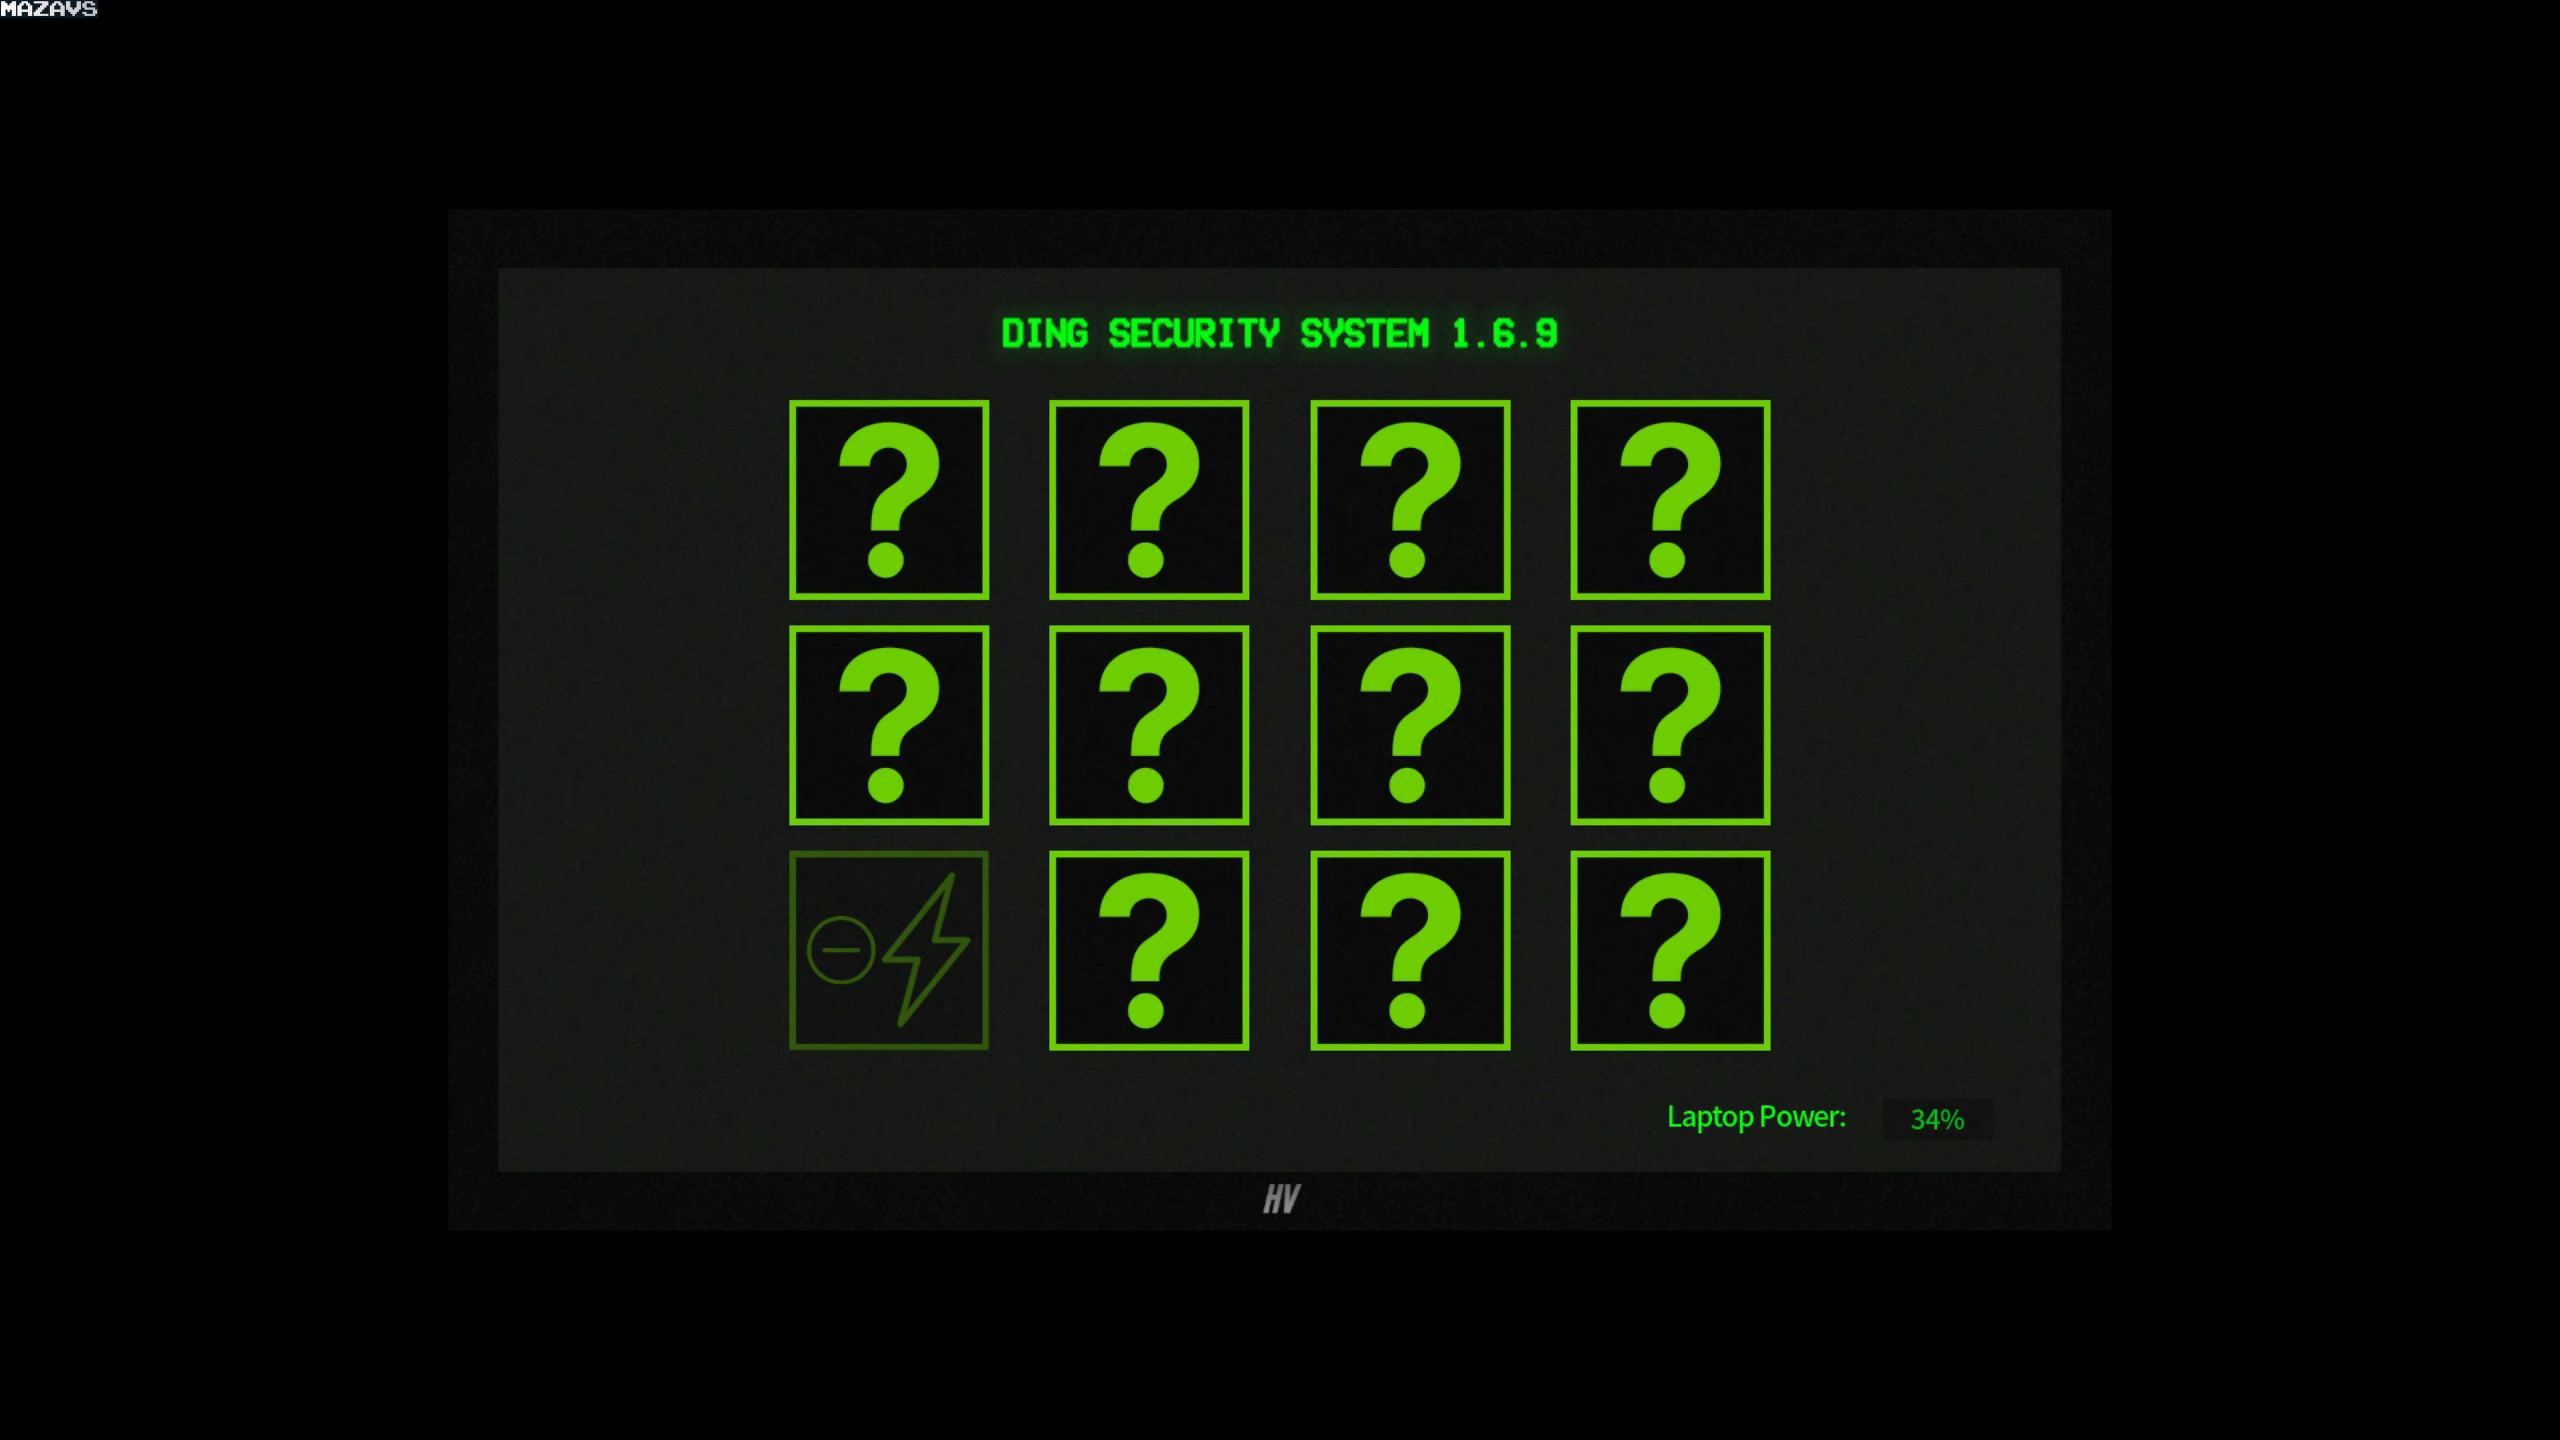 MAZAVS
DING SECURITY SYSTEM 1.6.9
? ? ? ?
? ? ? ?
? ? ?
Laptop Power: 34%
HV